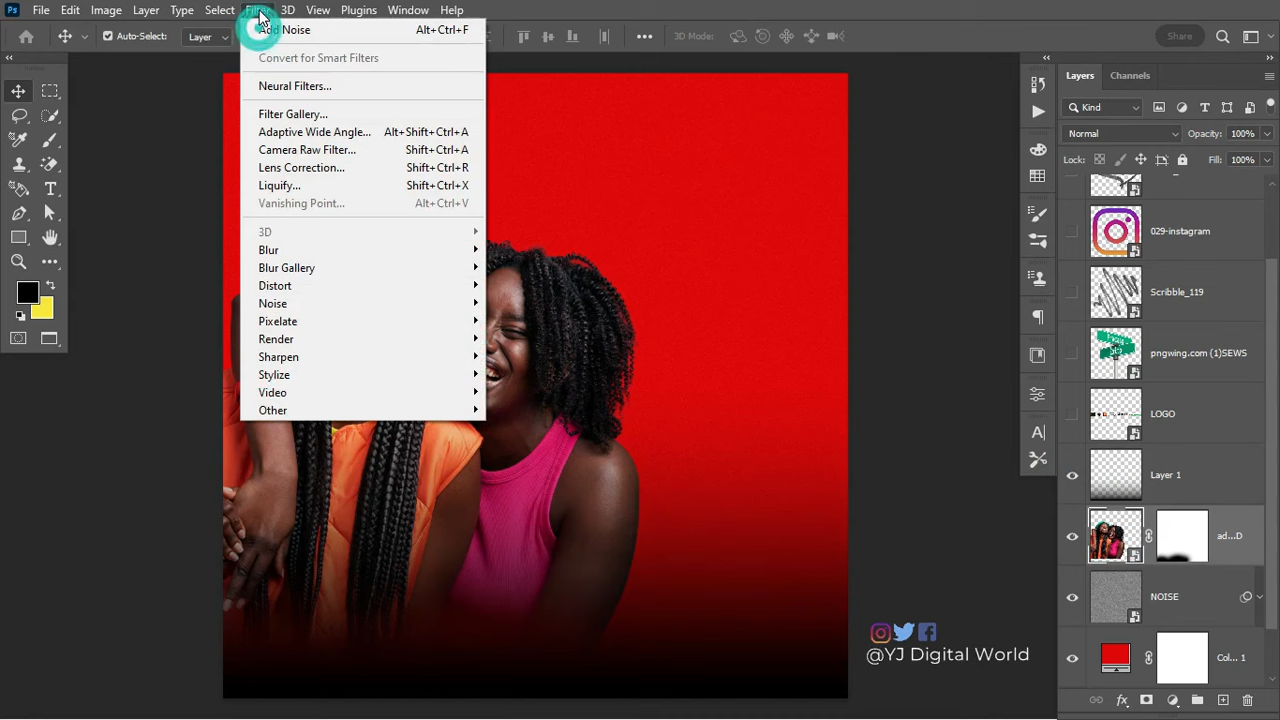 Ps File Edit Image Layer Type Select Filter 3D View Plugins Window Help
Auto-Select: Layer 3D Mode: Share
Add Noise Alt+Ctrl+F
Convert for Smart Filters
Neural Filters...
Filter Gallery...
Adaptive Wide Angle... Alt+Shift+Ctrl+A
Camera Raw Filter... Shift+Ctrl+A
Lens Correction... Shift+Ctrl+R
Liquify... Shift+Ctrl+X
Vanishing Point... Alt+Ctrl+V
3D
Blur
Blur Gallery
Distort
Noise
Pixelate
Render
Sharpen
Stylize
Video
Other
Layers Channels
Kind
Normal Opacity: 100%
Lock: Fill: 100%
029-instagram
Scribble_119
pngwing.com (1)SEWS
LOGO
Layer 1
ad...D
NOISE
Col... 1
@YJ Digital World